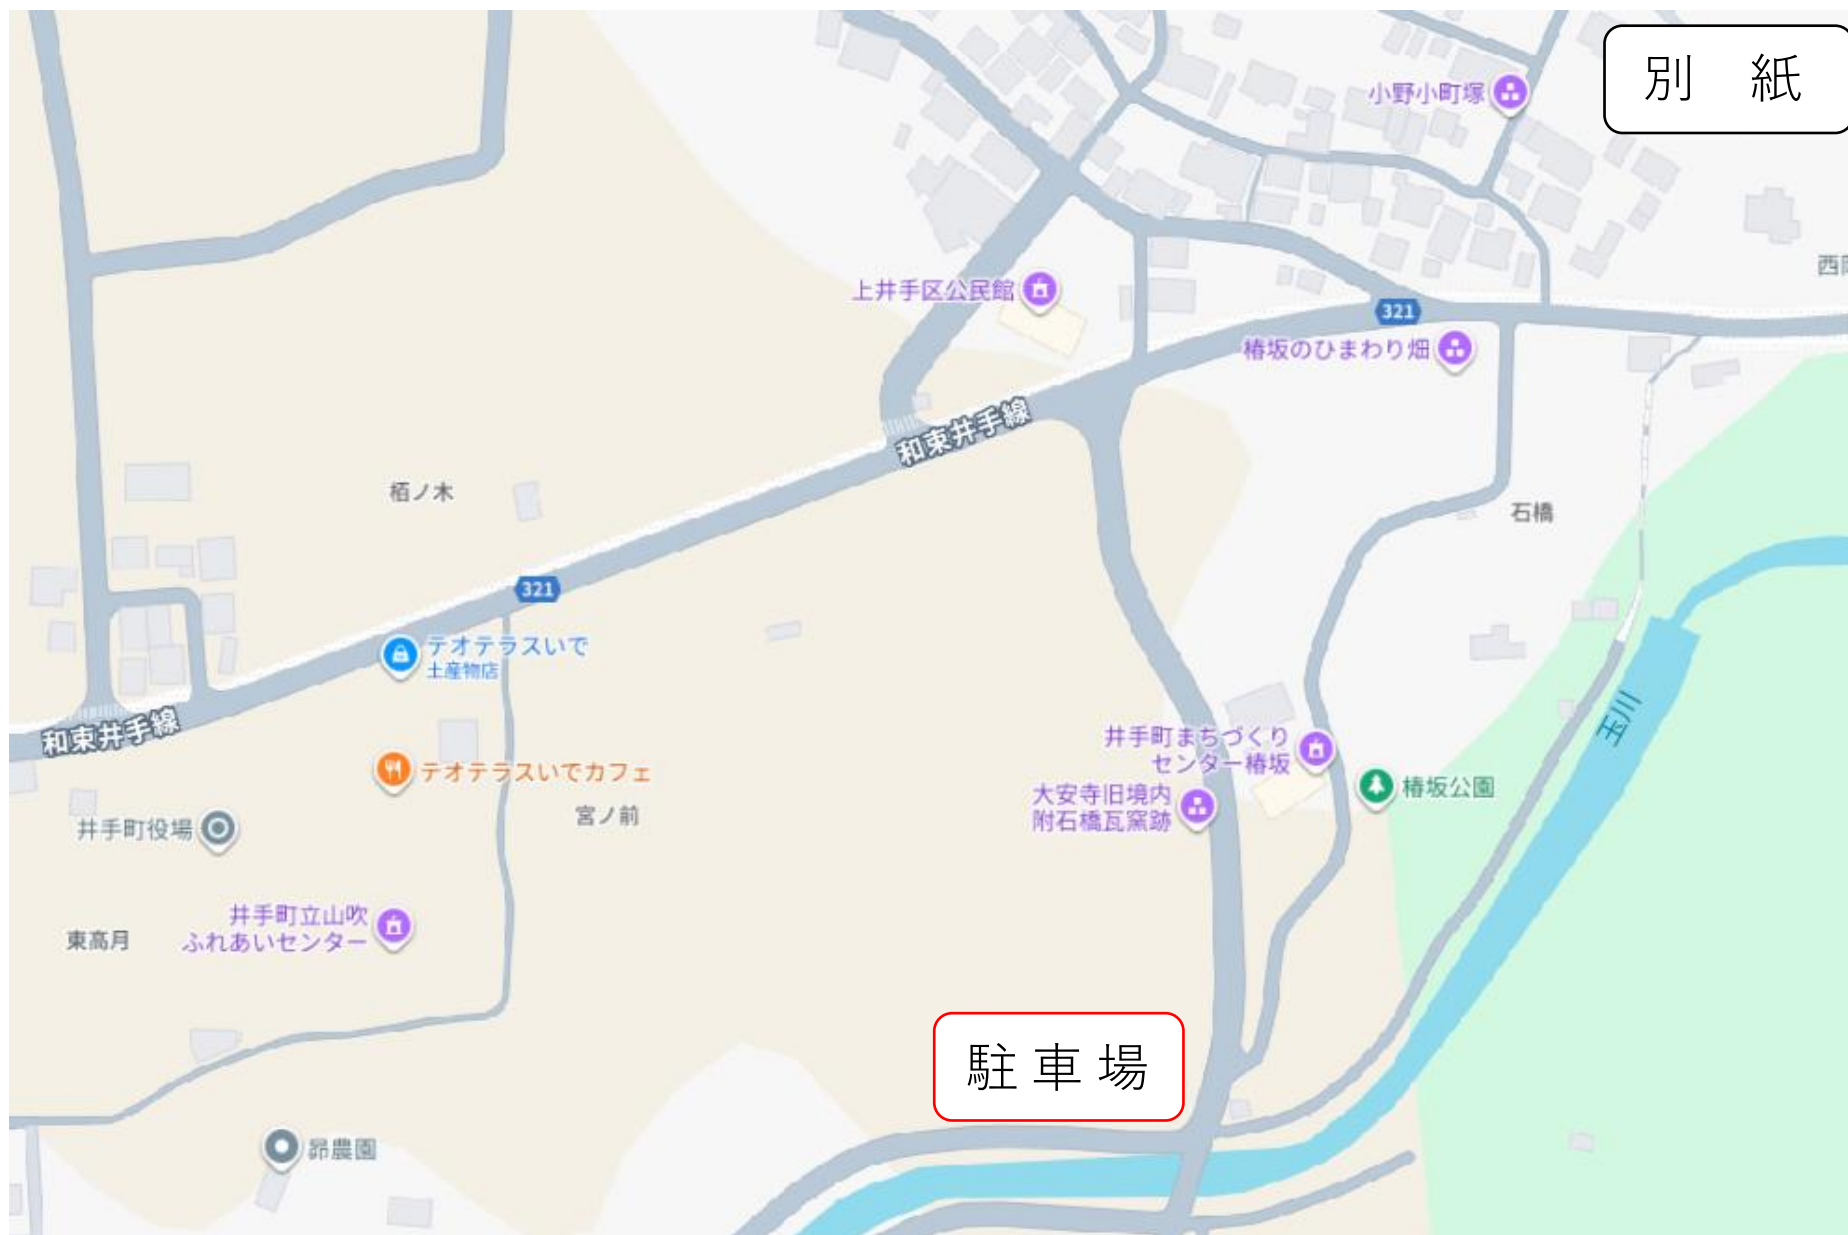 別 紙
小野小町塚
西
上井手区公民館
321
椿坂のひまわり畑
和束井手線
栢ノ木
石橋
321
テオテラスいで
土産物店
玉川
和束井手線
井手町まちづくり
センター椿坂
テオテラスいでカフェ
椿坂公園
大安寺旧境内
附石橋瓦窯跡
宮ノ前
井手町役場
井手町立山吹
ふれあいセンター
東高月
駐車場
昴農園